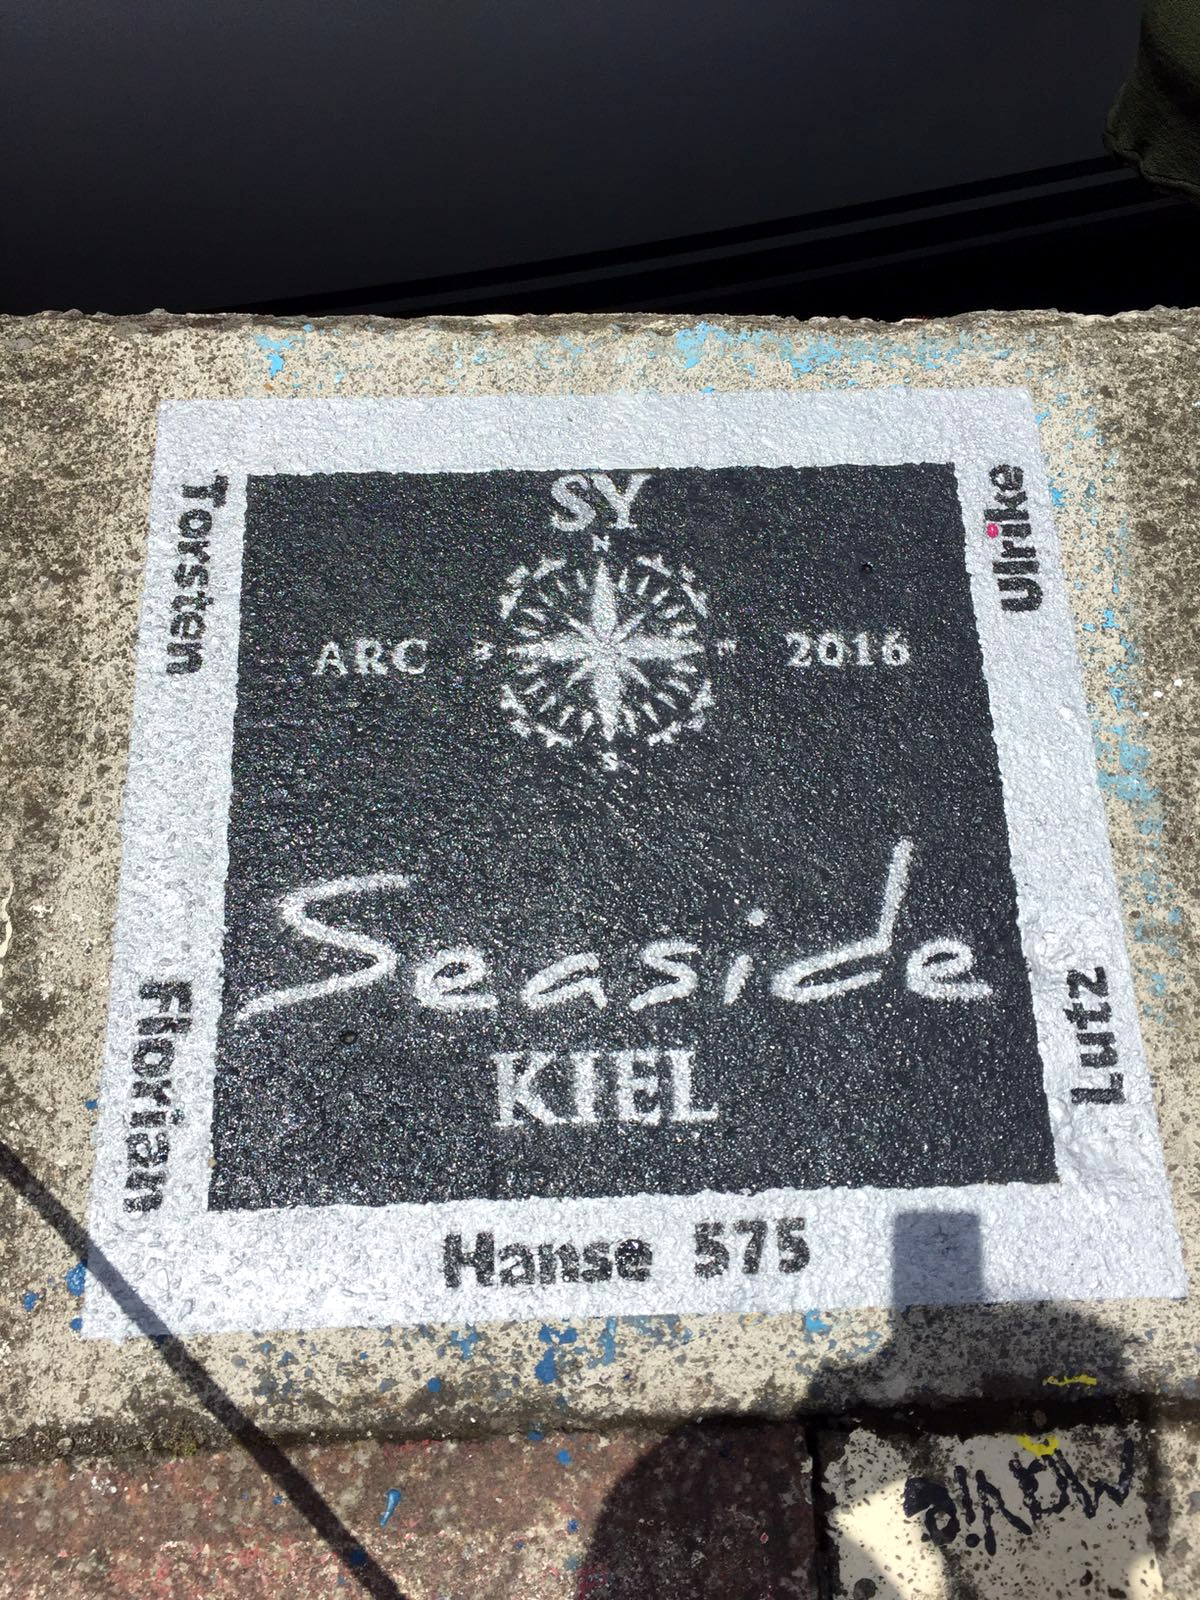 SY
N
ARC
2016
S
Seaside
KIEL
Hanse 575
Torsten
Florian
Ulrike
Lutz